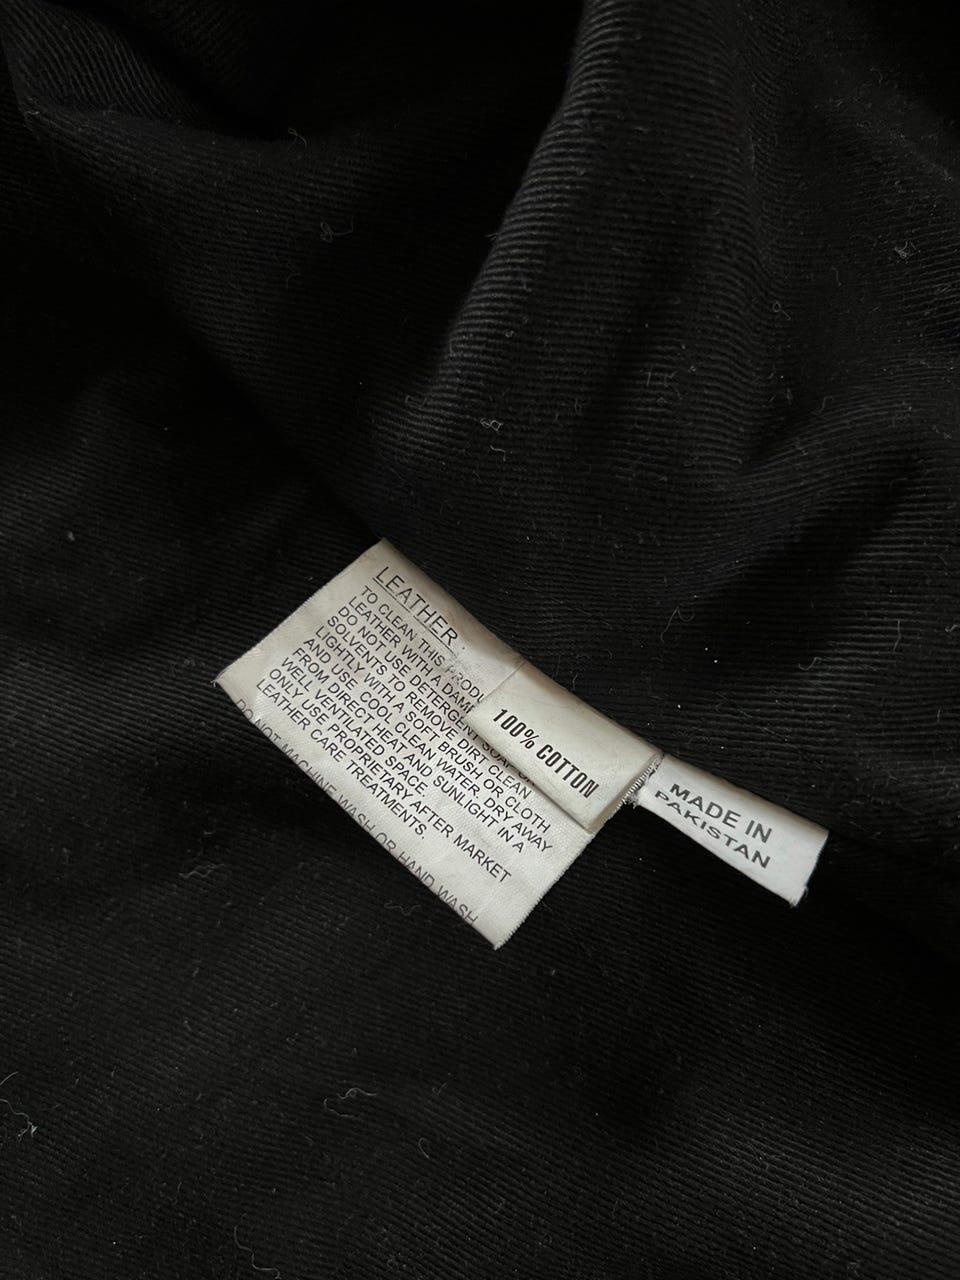 LEATHER
TO CLEAN THIS
LEATHER WITH A
DO NOT USE DETERGENT SOAP
SOLVENTS TO REMOVE DIRT CLEAN
LIGHTLY WITH A SOFT BRUSH OR CLOTH
AND USE COOL CLEAN WATER. DRY AWAY
FROM DIRECT HEAT AND SUNLIGHT IN A
WELL VENTILATED SPACE.
ONLY USE PROPRIETARY AFTER MARKET
LEATHER CARE TREATMENTS.
DO NOT MACHINE WASH OR HAND WASH
100% COTTON
MADE IN
PAKISTAN